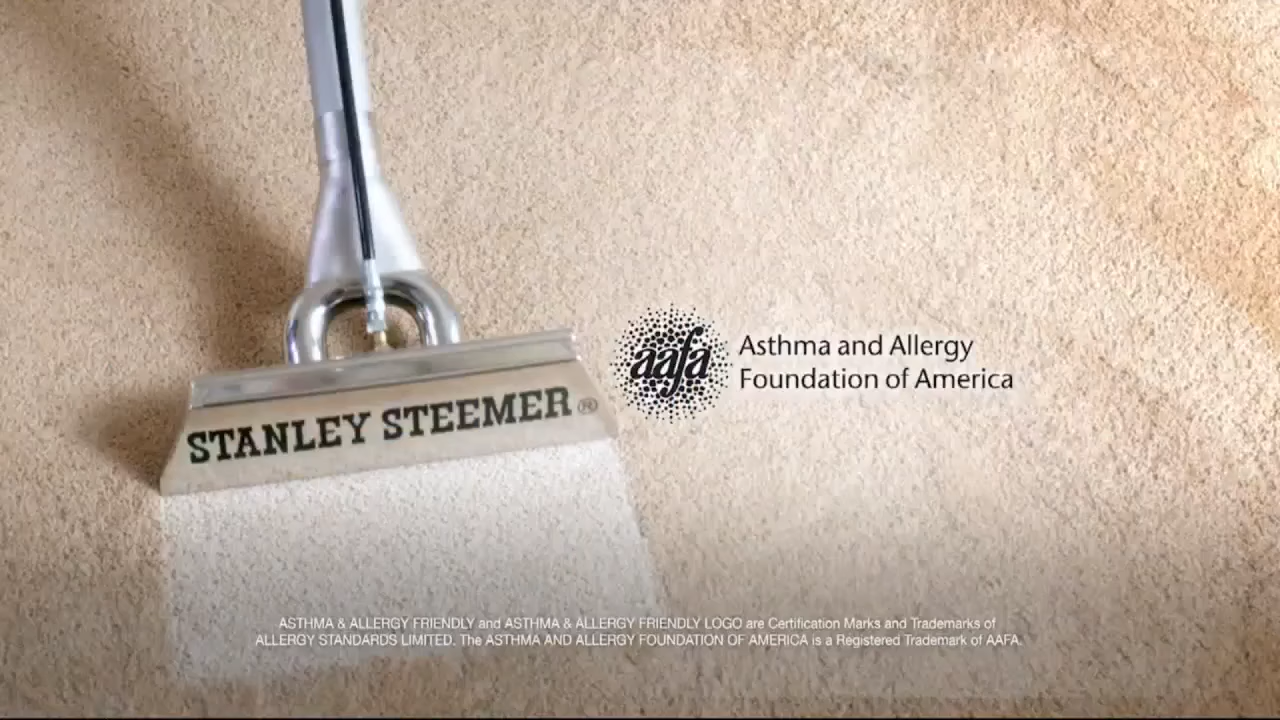 STANLEY STEEMER®
aafa
Asthma and Allergy
Foundation of America
ASTHMA & ALLERGY FRIENDLY and ASTHMA & ALLERGY FRIENDLY LOGO are Certification Marks and Trademarks of
ALLERGY STANDARDS LIMITED. The ASTHMA AND ALLERGY FOUNDATION OF AMERICA is a Registered Trademark of AAFA.